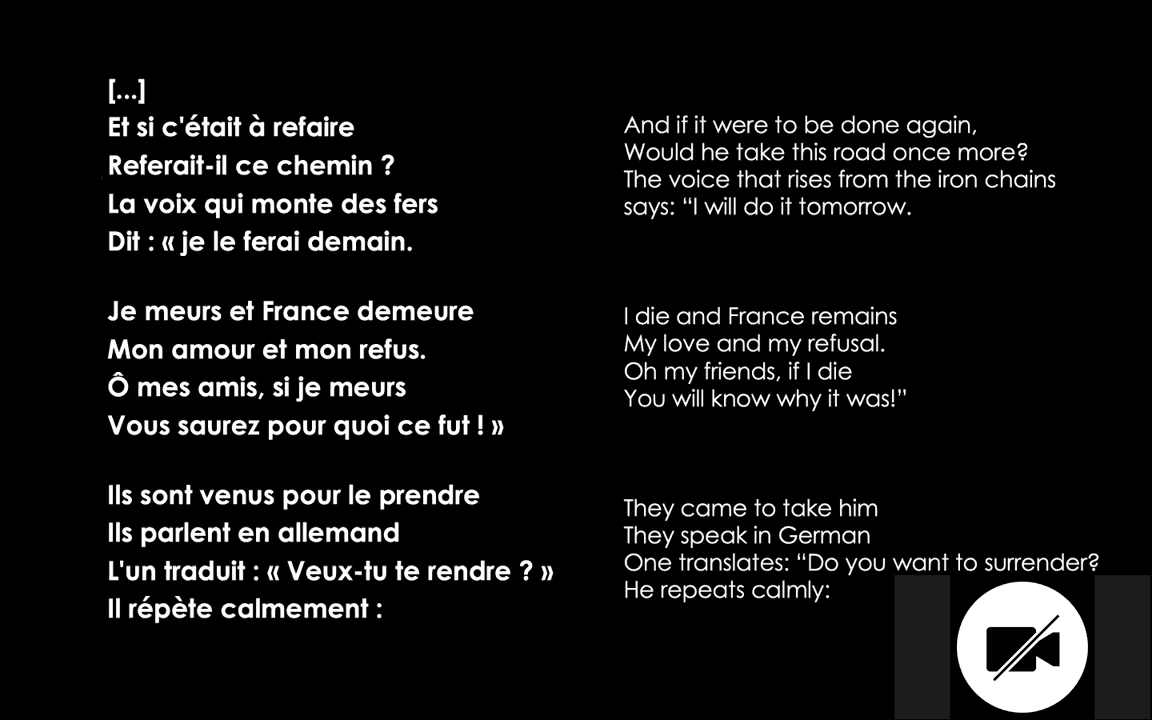 [...]
Et si c'était à refaire
Referait-il ce chemin ?
La voix qui monte des fers
Dit : « je le ferai demain.
Je meurs et France demeure
Mon amour et mon refus.
Ô mes amis, si je meurs
Vous saurez pour quoi ce fut ! »
Ils sont venus pour le prendre
Ils parlent en allemand
L'un traduit : « Veux-tu te rendre ? »
Il répète calmement :
And if it were to be done again,
Would he take this road once more?
The voice that rises from the iron chains
says: “I will do it tomorrow.
I die and France remains
My love and my refusal.
Oh my friends, if I die
You will know why it was!”
They came to take him
They speak in German
One translates: “Do you want to surrender?
He repeats calmly: